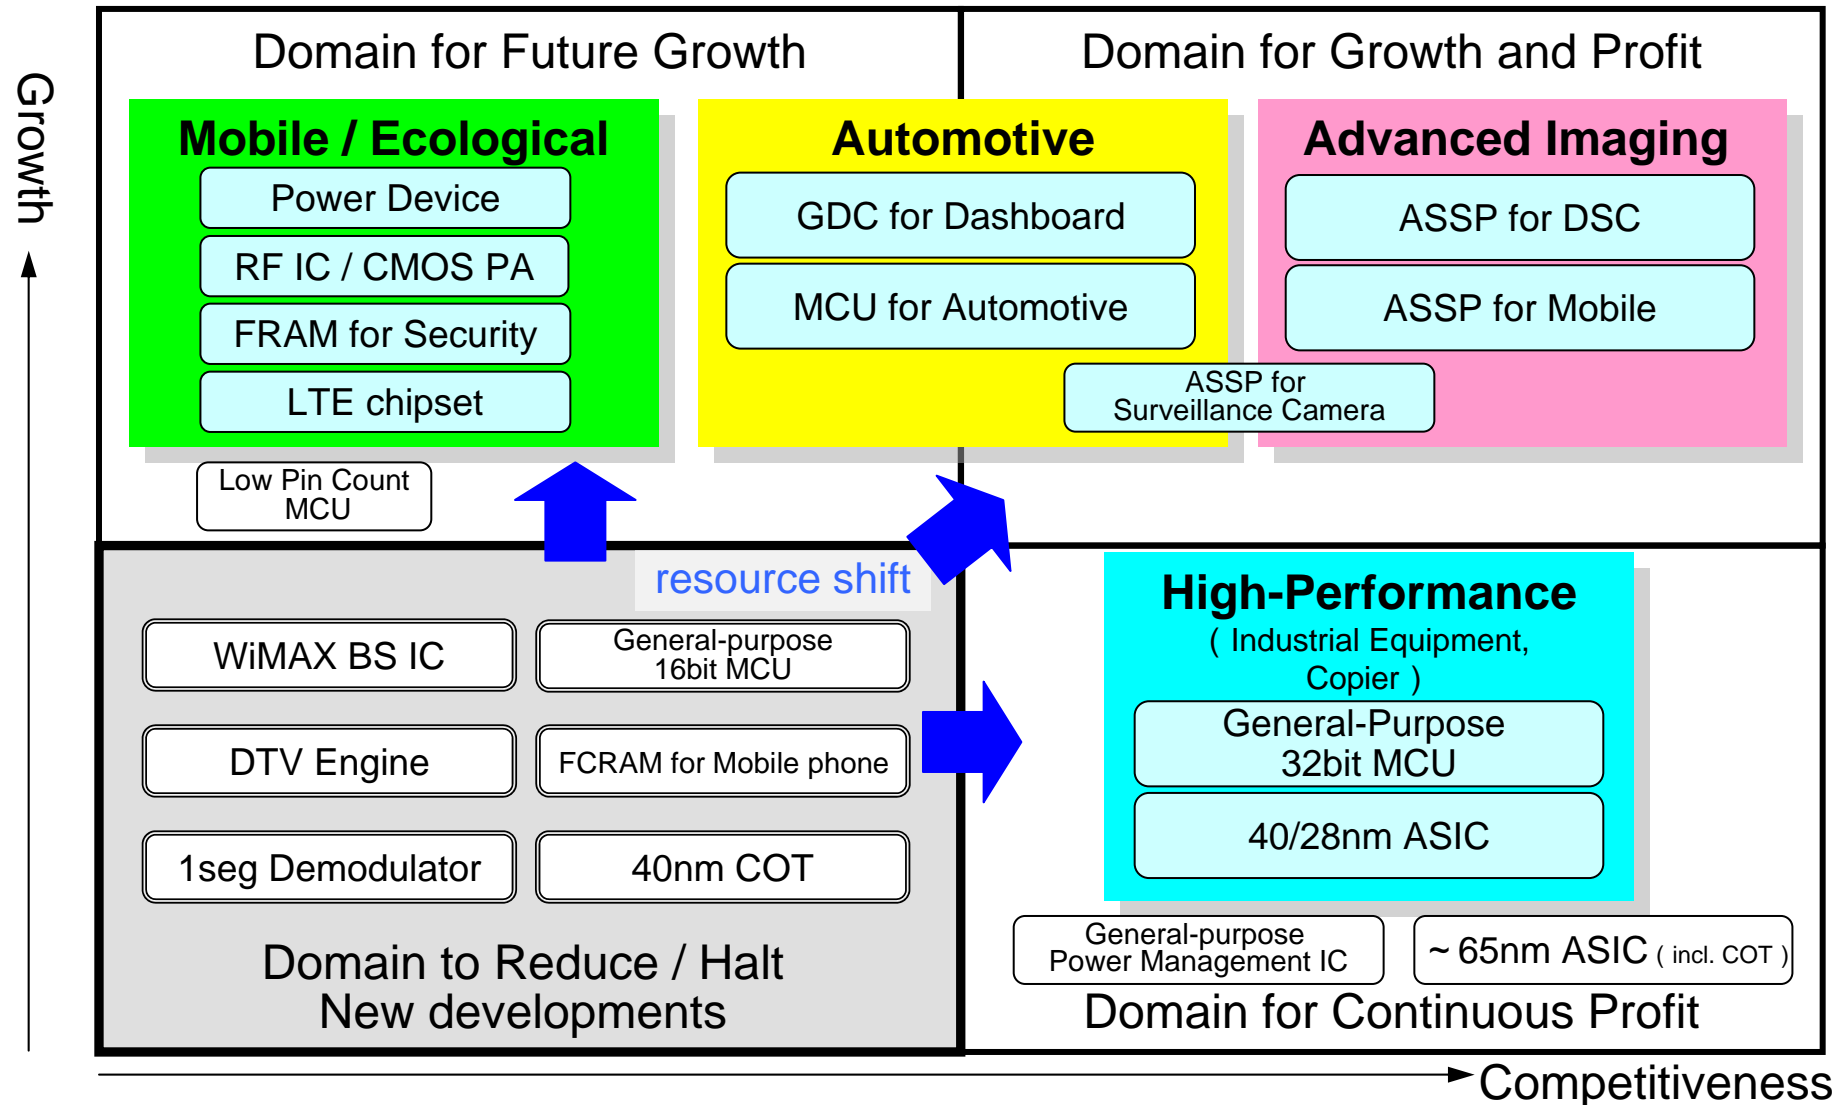 Growth
Domain for Future Growth
Domain for Growth and Profit
Mobile / Ecological
Power Device
RF IC / CMOS PA
FRAM for Security
LTE chipset
Low Pin Count
MCU
Automotive
GDC for Dashboard
MCU for Automotive
Advanced Imaging
ASSP for DSC
ASSP for Mobile
ASSP for
Surveillance Camera
resource shift
WiMAX BS IC
General-purpose
16bit MCU
DTV Engine
FCRAM for Mobile phone
1seg Demodulator
40nm COT
Domain to Reduce / Halt
New developments
High-Performance
( Industrial Equipment,
Copier )
General-Purpose
32bit MCU
40/28nm ASIC
General-purpose
Power Management IC
~ 65nm ASIC ( incl. COT )
Domain for Continuous Profit
Competitiveness